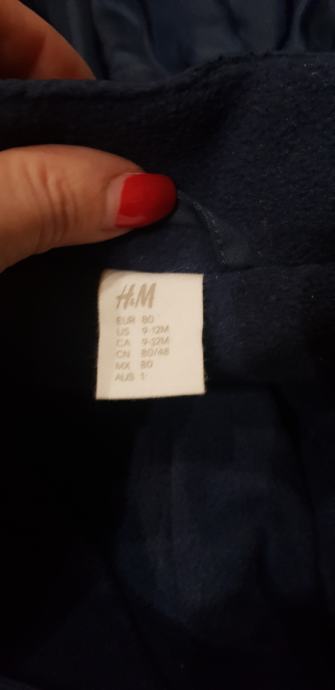 H&M
EUR 80
US 9-12M
CA 9-12M
CN 80/48
MX 80
AUS 1